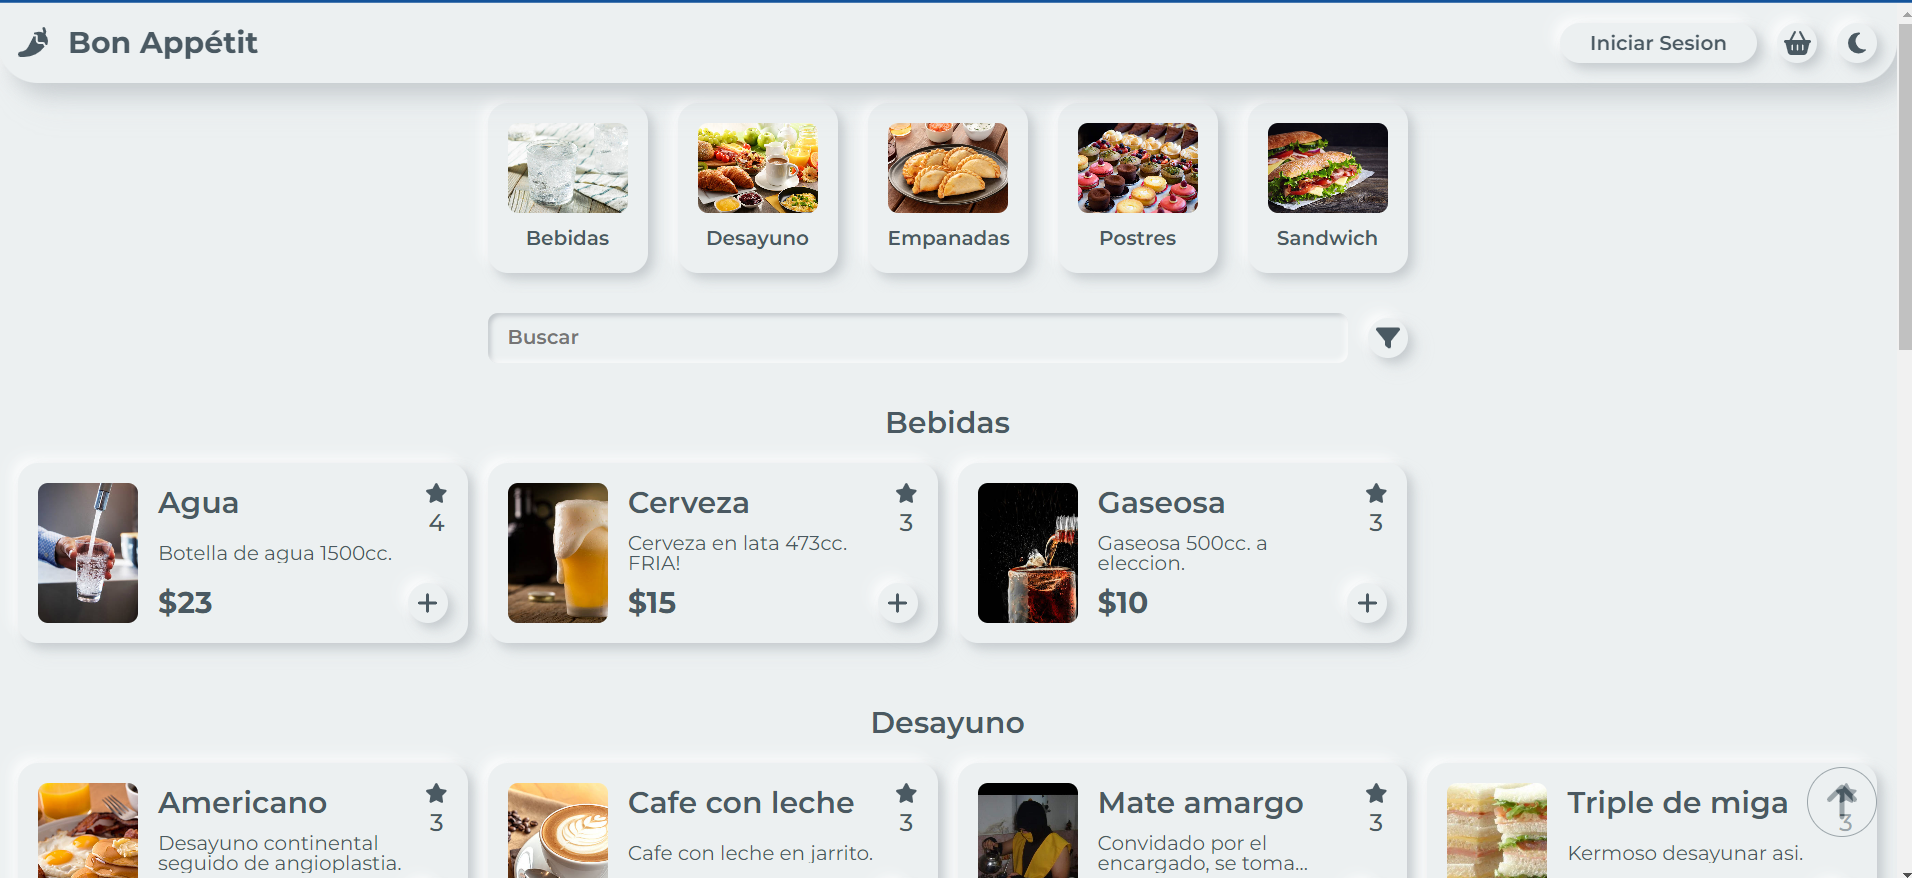 Bon Appétit
Iniciar Sesion
Bebidas
Desayuno
Empanadas
Postres
Sandwich
Buscar
Bebidas
Agua
4
Botella de agua 1500cc.
$23
Cerveza
3
Cerveza en lata 473cc.
FRIA!
$15
Gaseosa
3
Gaseosa 500cc. a
eleccion.
$10
Desayuno
Americano
3
Desayuno continental
seguido de angioplastia.
Cafe con leche
3
Cafe con leche en jarrito.
Mate amargo
3
Convidado por el
encargado, se toma...
Triple de miga
3
Kermoso desayunar asi.